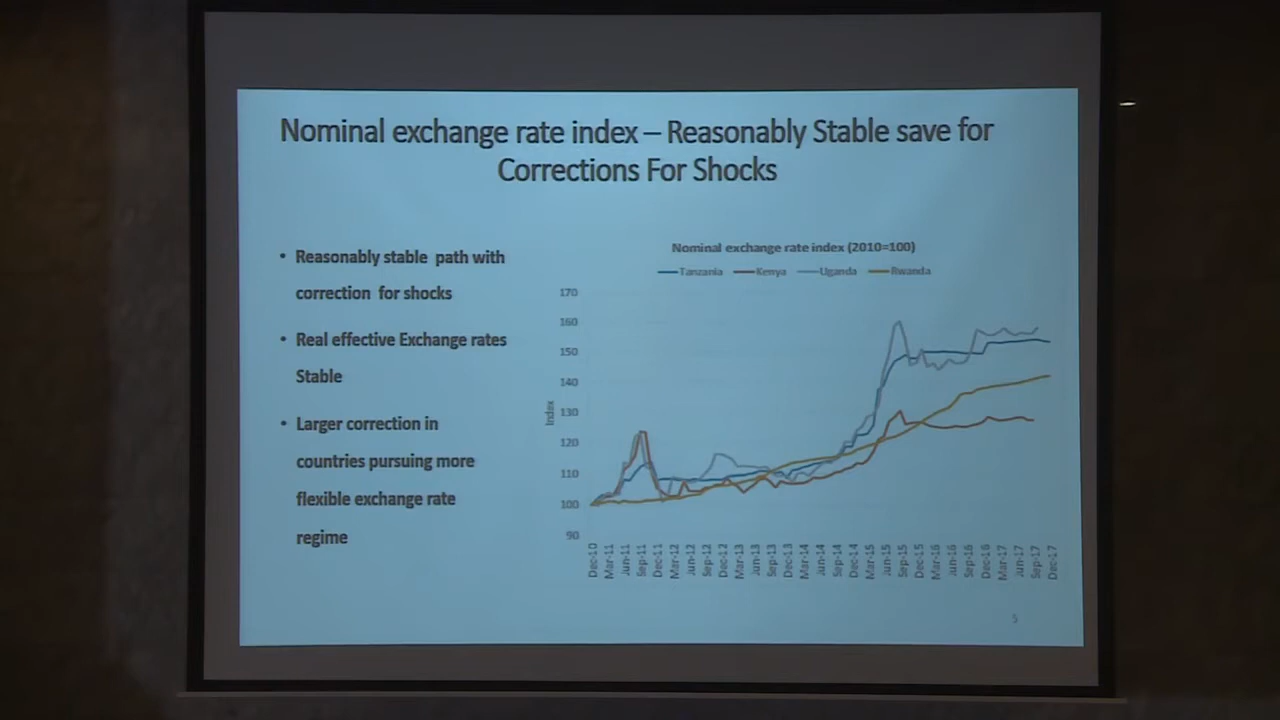 Nominal exchange rate index – Reasonably Stable save for
Corrections For Shocks
• Reasonably stable path with
correction for shocks
• Real effective Exchange rates
Stable
• Larger correction in
countries pursuing more
flexible exchange rate
regime
Nominal exchange rate index (2010=100)
Tanzania Kenya Uganda Rwanda
170
160
150
140
130
120
110
100
90
Index
Dec-10 Mar-11 Jun-11 Sep-11 Dec-11 Mar-12 Jun-12 Sep-12 Dec-12 Mar-13 Jun-13 Sep-13 Dec-13 Mar-14 Jun-14 Sep-14 Dec-14 Mar-15 Jun-15 Sep-15 Dec-15 Mar-16 Jun-16 Sep-16 Dec-16 Mar-17 Jun-17 Sep-17 Dec-17
5